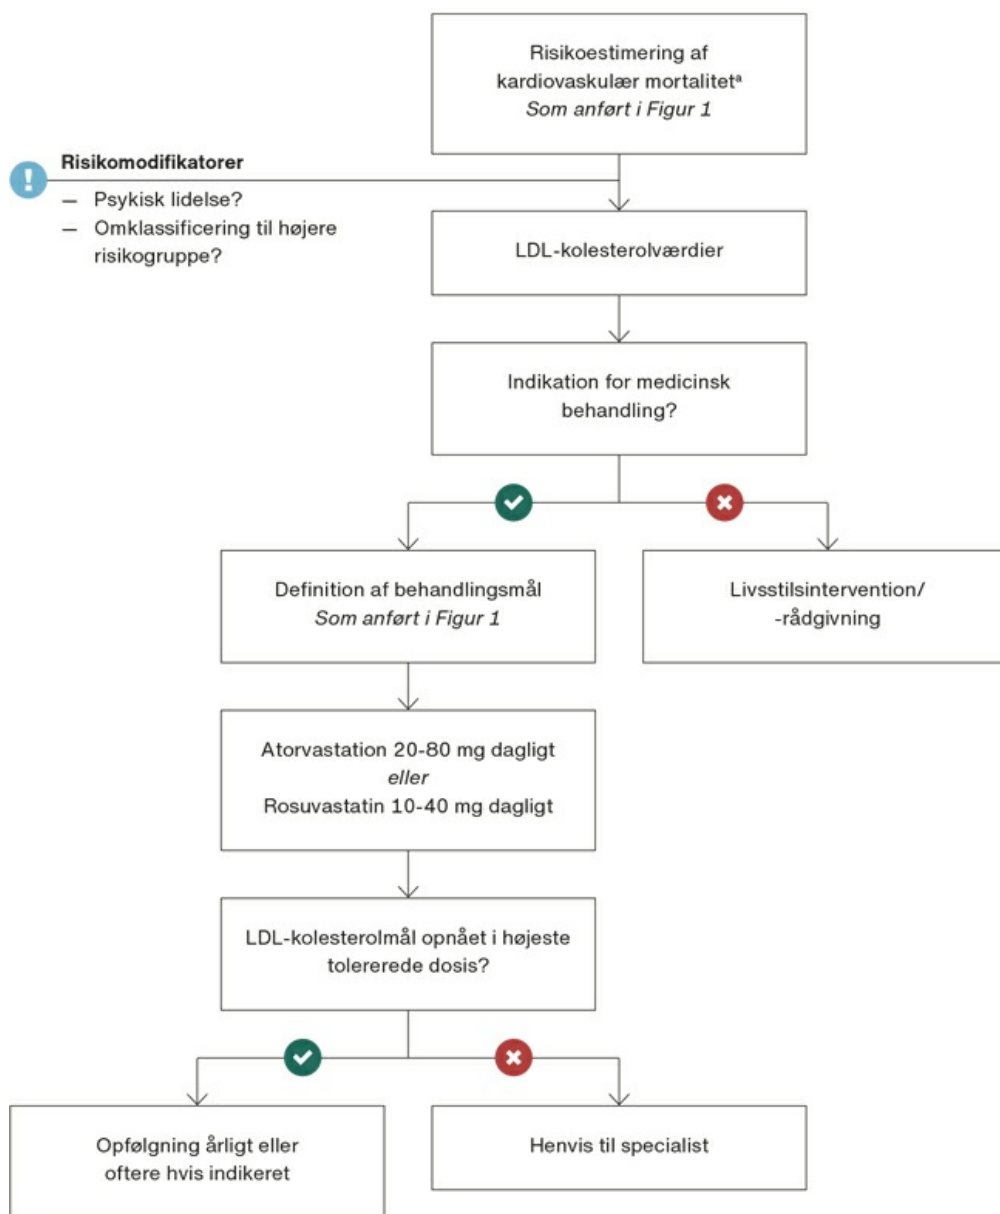 Risikoestimering af
kardiovaskulær mortalitetª
Som anført i Figur 1
Risikomodifikatorer
— Psykisk lidelse?
— Omklassificering til højere
risikogruppe?
LDL-kolesterolværdier
Indikation for medicinsk
behandling?
Definition af behandlingsmål
Som anført i Figur 1
Livsstilsintervention/
-rådgivning
Atorvastation 20-80 mg dagligt
eller
Rosuvastatin 10-40 mg dagligt
LDL-kolesterolmål opnået i højeste
tolererede dosis?
Opfølgning årligt eller
oftere hvis indikeret
Henvis til specialist